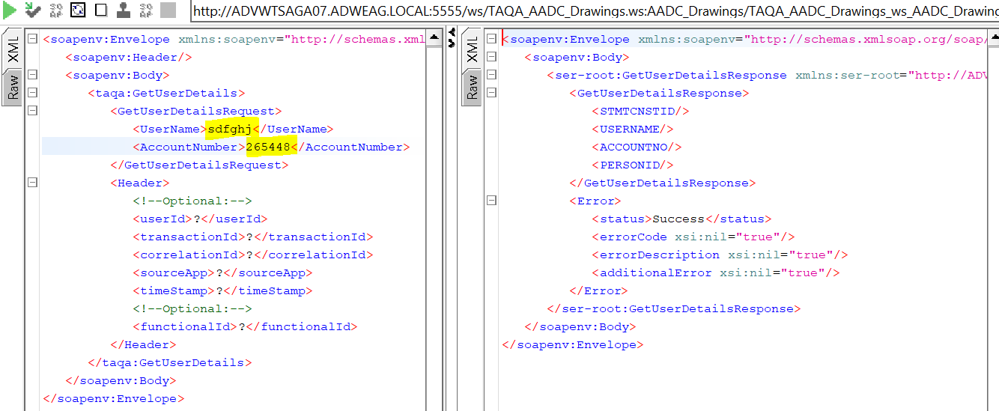 http://ADVWTSAGA07.ADWEAG.LOCAL:5555/ws/TAQA_AADC_Drawings.ws:AADC_Drawings/TAQA_AADC_Drawings_ws_AADC_Drawing
XML
Raw
<soapenv:Envelope xmlns:soapenv="http://schemas.xml
<soapenv:Header/>
<soapenv:Body>
<taqa:GetUserDetails>
<GetUserDetailsRequest>
<UserName>sdfghj</UserName>
<AccountNumber>265448</AccountNumber>
</GetUserDetailsRequest>
<Header>
<!--Optional:-->
<userId>?</userId>
<transactionId>?</transactionId>
<correlationId>?</correlationId>
<sourceApp>?</sourceApp>
<timeStamp>?</timeStamp>
<!--Optional:-->
<functionalId>?</functionalId>
</Header>
</taqa:GetUserDetails>
</soapenv:Body>
</soapenv:Envelope>
XML
Raw
<soapenv:Envelope xmlns:soapenv="http://schemas.xmlsoap.org/soap/
<soapenv:Body>
<ser-root:GetUserDetailsResponse xmlns:ser-root="http://ADV
<GetUserDetailsResponse>
<STMTCNSTID/>
<USERNAME/>
<ACCOUNTNO/>
<PERSONID/>
</GetUserDetailsResponse>
<Error>
<status>Success</status>
<errorCode xsi:nil="true"/>
<errorDescription xsi:nil="true"/>
<additionalError xsi:nil="true"/>
</Error>
</ser-root:GetUserDetailsResponse>
</soapenv:Body>
</soapenv:Envelope>